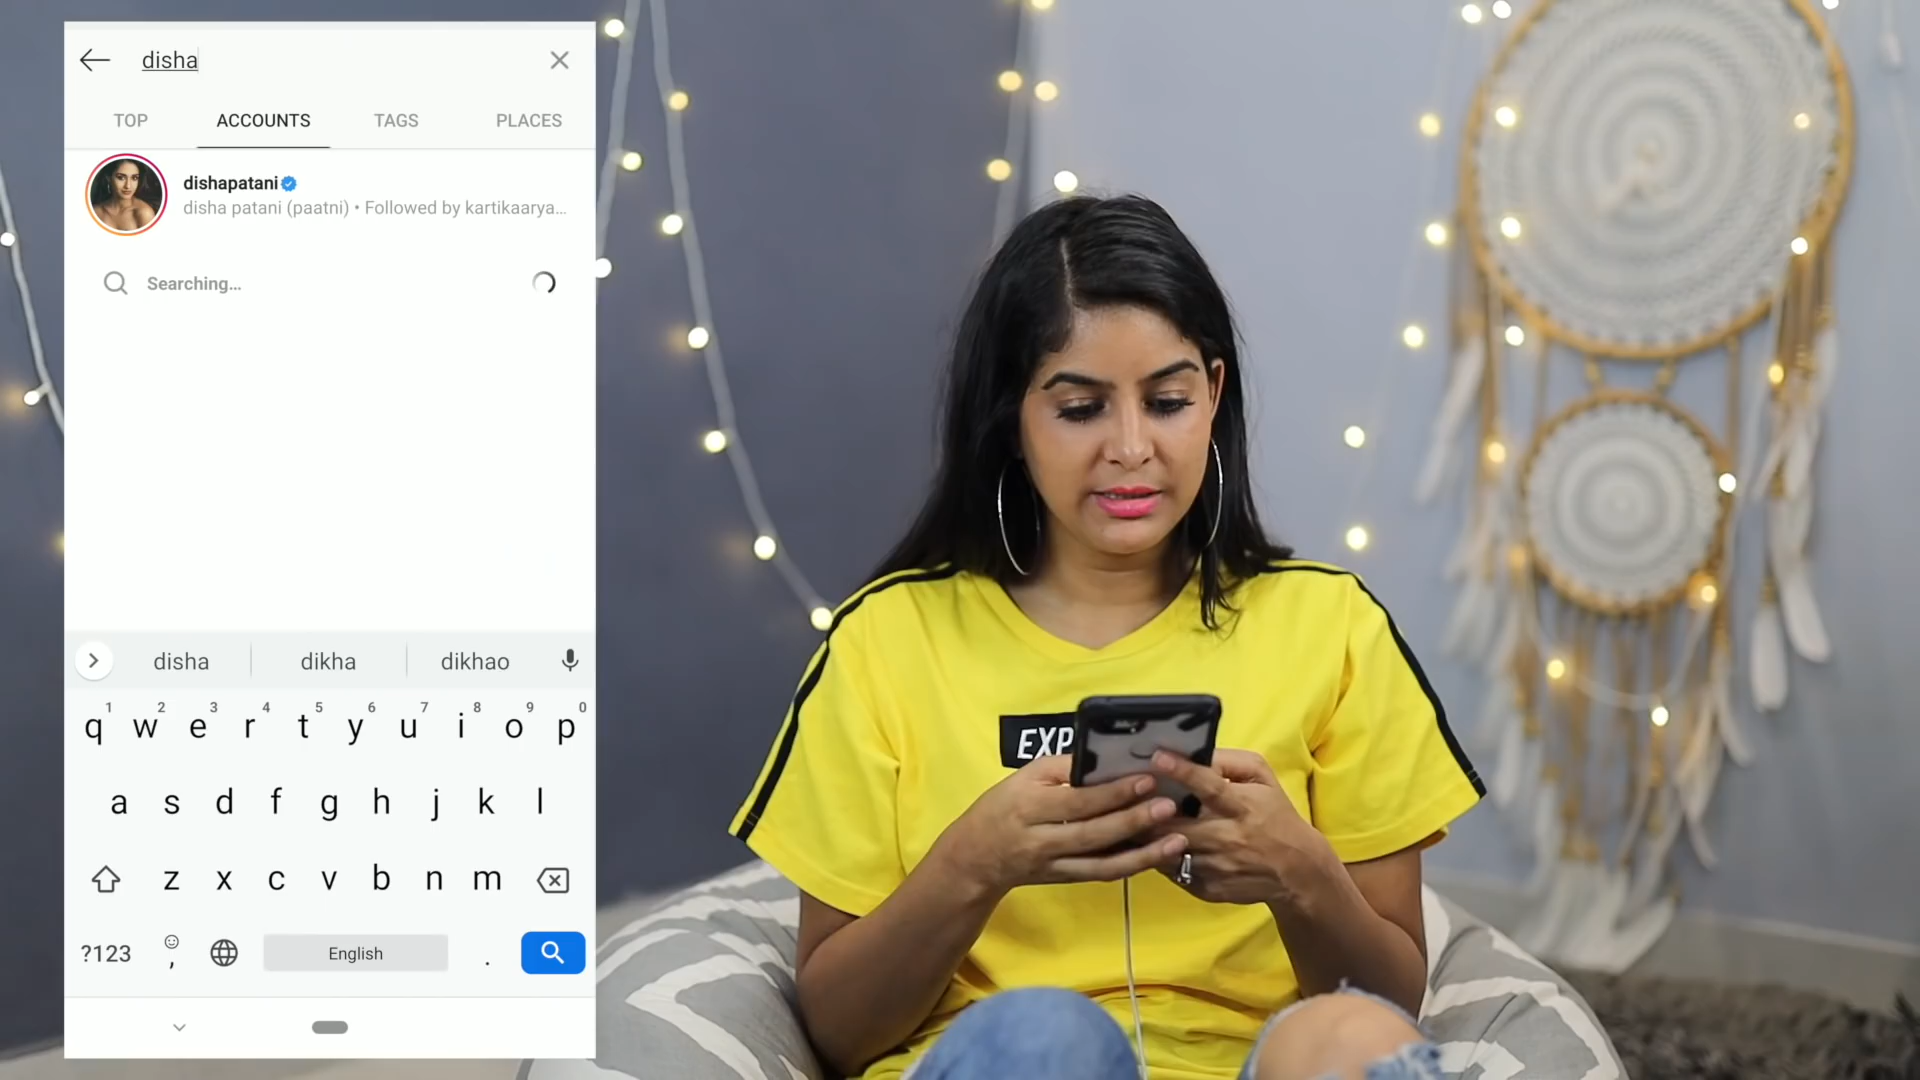 disha
TOP ACCOUNTS TAGS PLACES
dishapatani
disha patani (paatni) • Followed by kartikaarya...
Searching...
disha dikha dikhao
1 2 3 4 5 6 7 8 9 0
q w e r t y u i o p
a s d f g h j k l
z x c v b n m
?123 , English .
EXP